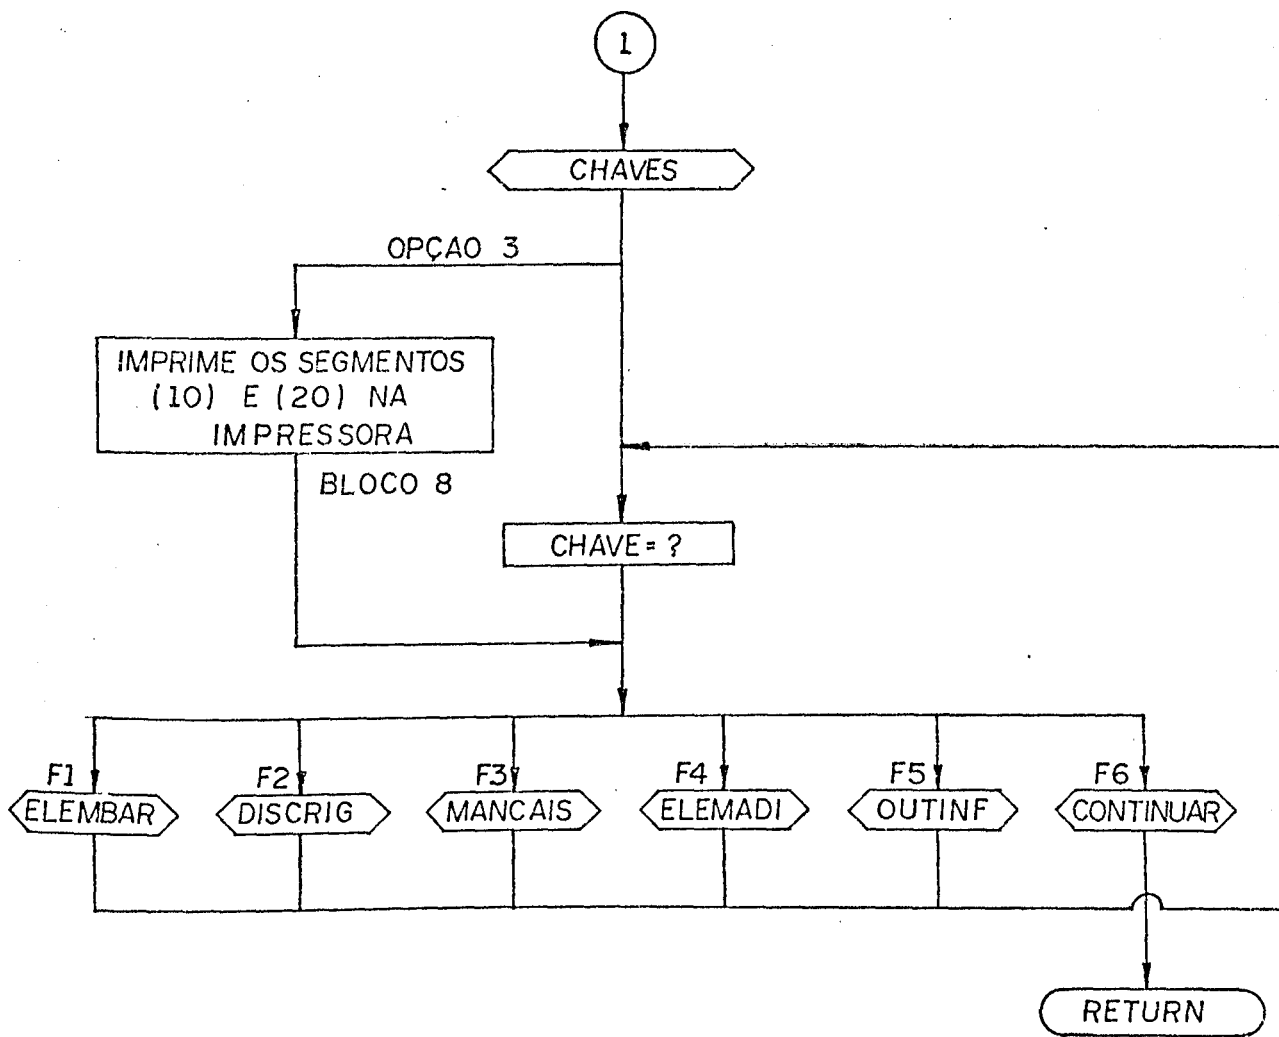 1
CHAVES
OPÇAO 3
IMPRIME OS SEGMENTOS
(10) E (20) NA
IMPRESSORA
BLOCO 8
CHAVE = ?
F1 F2 F3 F4 F5 F6
ELEMBAR DISCRIG MANCAIS ELEMADI OUTINF CONTINUAR
RETURN